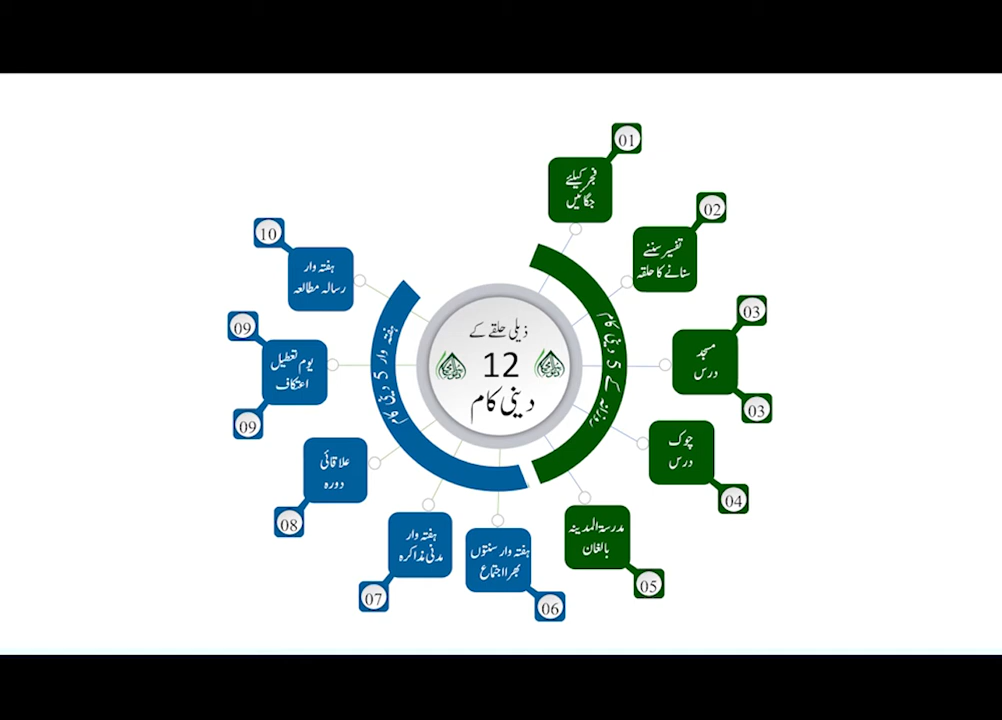 ذیلی حلقے کے
12
دینی کام
روزانہ کے 5 دینی کام
01
فجر کیلئے
جگائیں
02
تفسیر سننے
سنانے کا حلقہ
03
مسجد
درس
03
04
چوک
درس
05
مدرسۃ المدینہ
بالغان
ہفتہ وار 5 دینی کام
06
ہفتہ وار سنتوں
بھرا اجتماع
07
ہفتہ وار
مدنی مذاکرہ
08
علاقائی
دورہ
09
یوم تعطیل
اعتکاف
09
10
ہفتہ وار
رسالہ مطالعہ